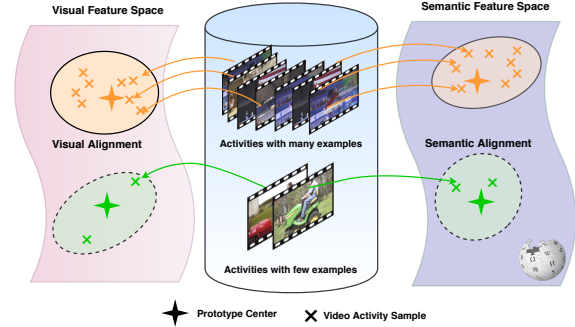 Visual Feature Space
Semantic Feature Space
Activities with many examples
Visual Alignment
Semantic Alignment
Activities with few examples
Prototype Center
Video Activity Sample